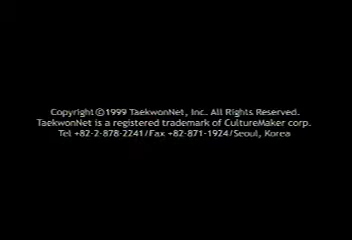 Copyright©1999 TaekwonNet, Inc. All Rights Reserved.
TaekwonNet is a registered trademark of CultureMaker corp.
Tel +82-2-878-2241/Fax +82-871-1924/Seoul, Korea